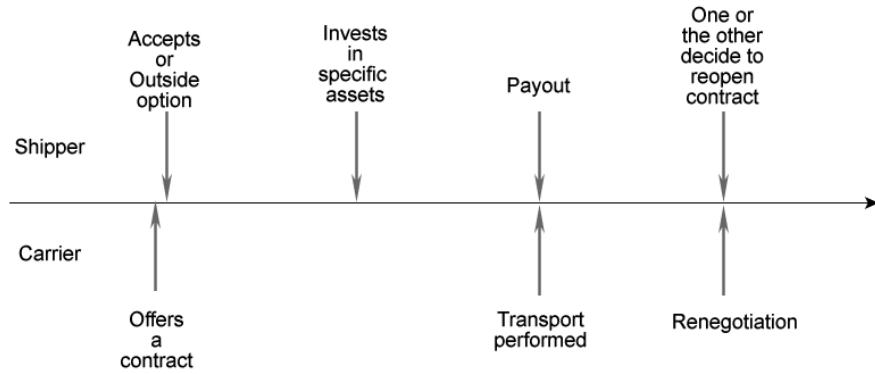 Accepts
or
Outside
option
Invests
in
specific
assets
Payout
One or
the other
decide to
reopen
contract
Shipper
Carrier
Offers
a
contract
Transport
performed
Renegotiation